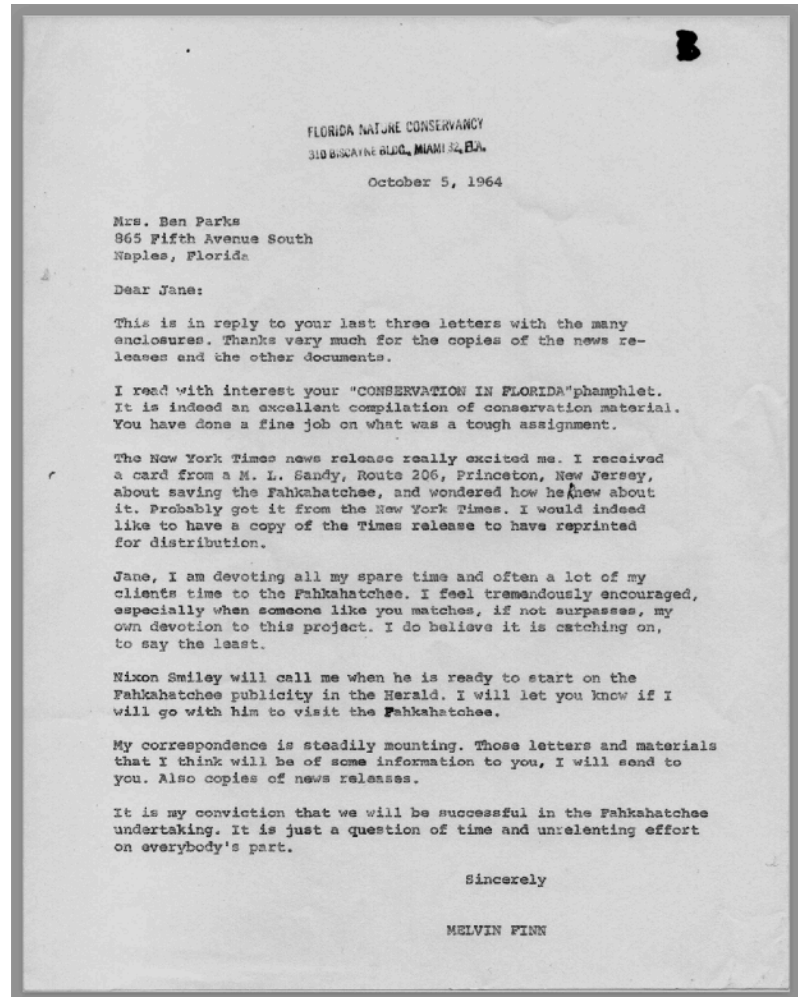 B
FLORIDA NATURE CONSERVANCY
310 BISCAYNE BLDG., MIAMI 32, FLA.
October 5, 1964
Mrs. Ben Parks
865 Fifth Avenue South
Naples, Florida
Dear Jane:
This is in reply to your last three letters with the many
enclosures. Thanks very much for the copies of the news re-
leases and the other documents.
I read with interest your "CONSERVATION IN FLORIDA"phamphlet.
It is indeed an excellent compilation of conservation material.
You have done a fine job on what was a tough assignment.
The New York Times news release really excited me. I received
a card from a M. L. Sandy, Route 206, Princeton, New Jersey,
about saving the Fahkahatchee, and wondered how he knew about
it. Probably got it from the New York Times. I would indeed
like to have a copy of the Times release to have reprinted
for distribution.
Jane, I am devoting all my spare time and often a lot of my
clients time to the Fahkahatchee. I feel tremendously encouraged,
especially when someone like you matches, if not surpasses, my
own devotion to this project. I do believe it is catching on,
to say the least.
Nixon Smiley will call me when he is ready to start on the
Fahkahatchee publicity in the Herald. I will let you know if I
will go with him to visit the Fahkahatchee.
My correspondence is steadily mounting. Those letters and materials
that I think will be of some information to you, I will send to
you. Also copies of news releases.
It is my conviction that we will be successful in the Fahkahatchee
undertaking. It is just a question of time and unrelenting effort
on everybody's part.
Sincerely
MELVIN FINN